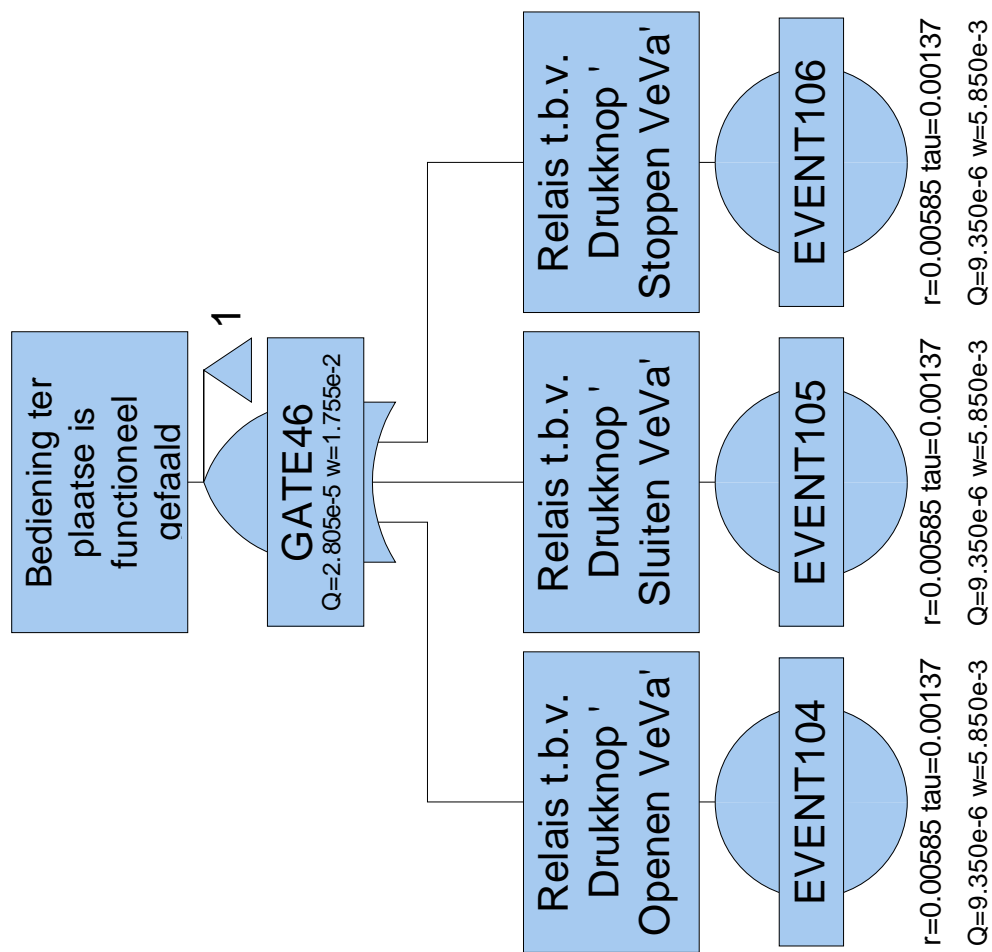 Bediening ter
plaatse is
functioneel
gefaald
1
GATE46
Q=2.805e-5 w=1.755e-2
Relais t.b.v.
Drukknop '
Openen VeVa'
EVENT104
r=0.00585 tau=0.00137
Q=9.350e-6 w=5.850e-3
Relais t.b.v.
Drukknop '
Sluiten VeVa'
EVENT105
r=0.00585 tau=0.00137
Q=9.350e-6 w=5.850e-3
Relais t.b.v.
Drukknop '
Stoppen VeVa'
EVENT106
r=0.00585 tau=0.00137
Q=9.350e-6 w=5.850e-3